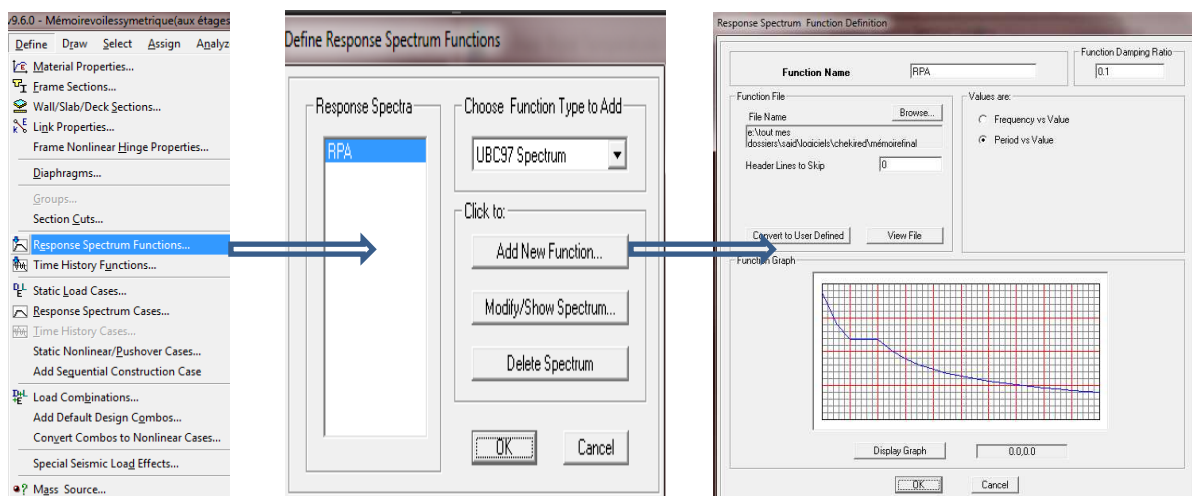 v9.6.0 - Mémoirevoilessymetrique(aux étages
Define Draw Select Assign Analyz
Material Properties...
Frame Sections...
Wall/Slab/Deck Sections...
Link Properties...
Frame Nonlinear Hinge Properties...
Diaphragms...
Groups...
Section Cuts...
Response Spectrum Functions...
Time History Functions...
Static Load Cases...
Response Spectrum Cases...
Time History Cases...
Static Nonlinear/Pushover Cases...
Add Sequential Construction Case
Load Combinations...
Add Default Design Combos...
Convert Combos to Nonlinear Cases...
Special Seismic Load Effects...
Mass Source...
Define Response Spectrum Functions
Response Spectra
RPA
Choose Function Type to Add
UBC97 Spectrum
Click to:
Add New Function...
Modify/Show Spectrum...
Delete Spectrum
OK Cancel
Response Spectrum Function Definition
Function Name RPA
Function Damping Ratio
0.1
Function File
File Name Browse...
e:\tout mes
dossiers\said\logiciels\chekired\mémoirefinal
Header Lines to Skip 0
Convert to User Defined View File
Values are:
Frequency vs Value
Period vs Value
Function Graph
Display Graph 0.0,0.0
OK Cancel